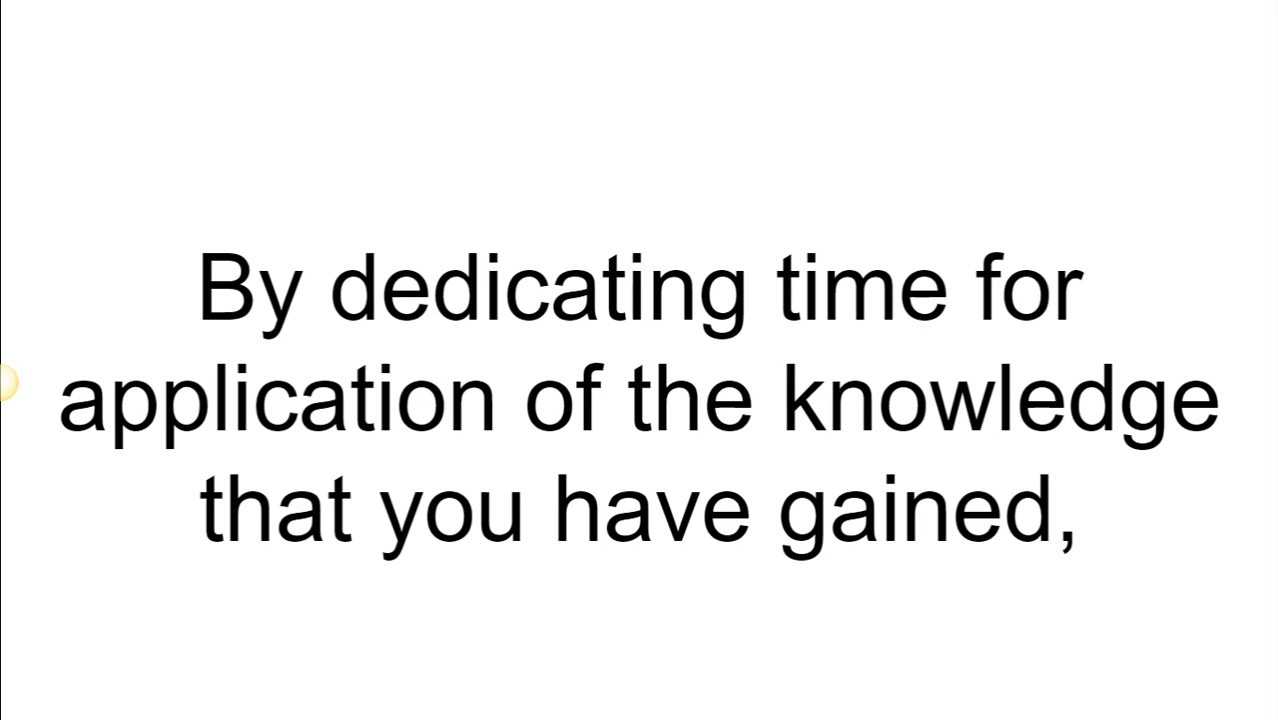 By dedicating time for
application of the knowledge
that you have gained,